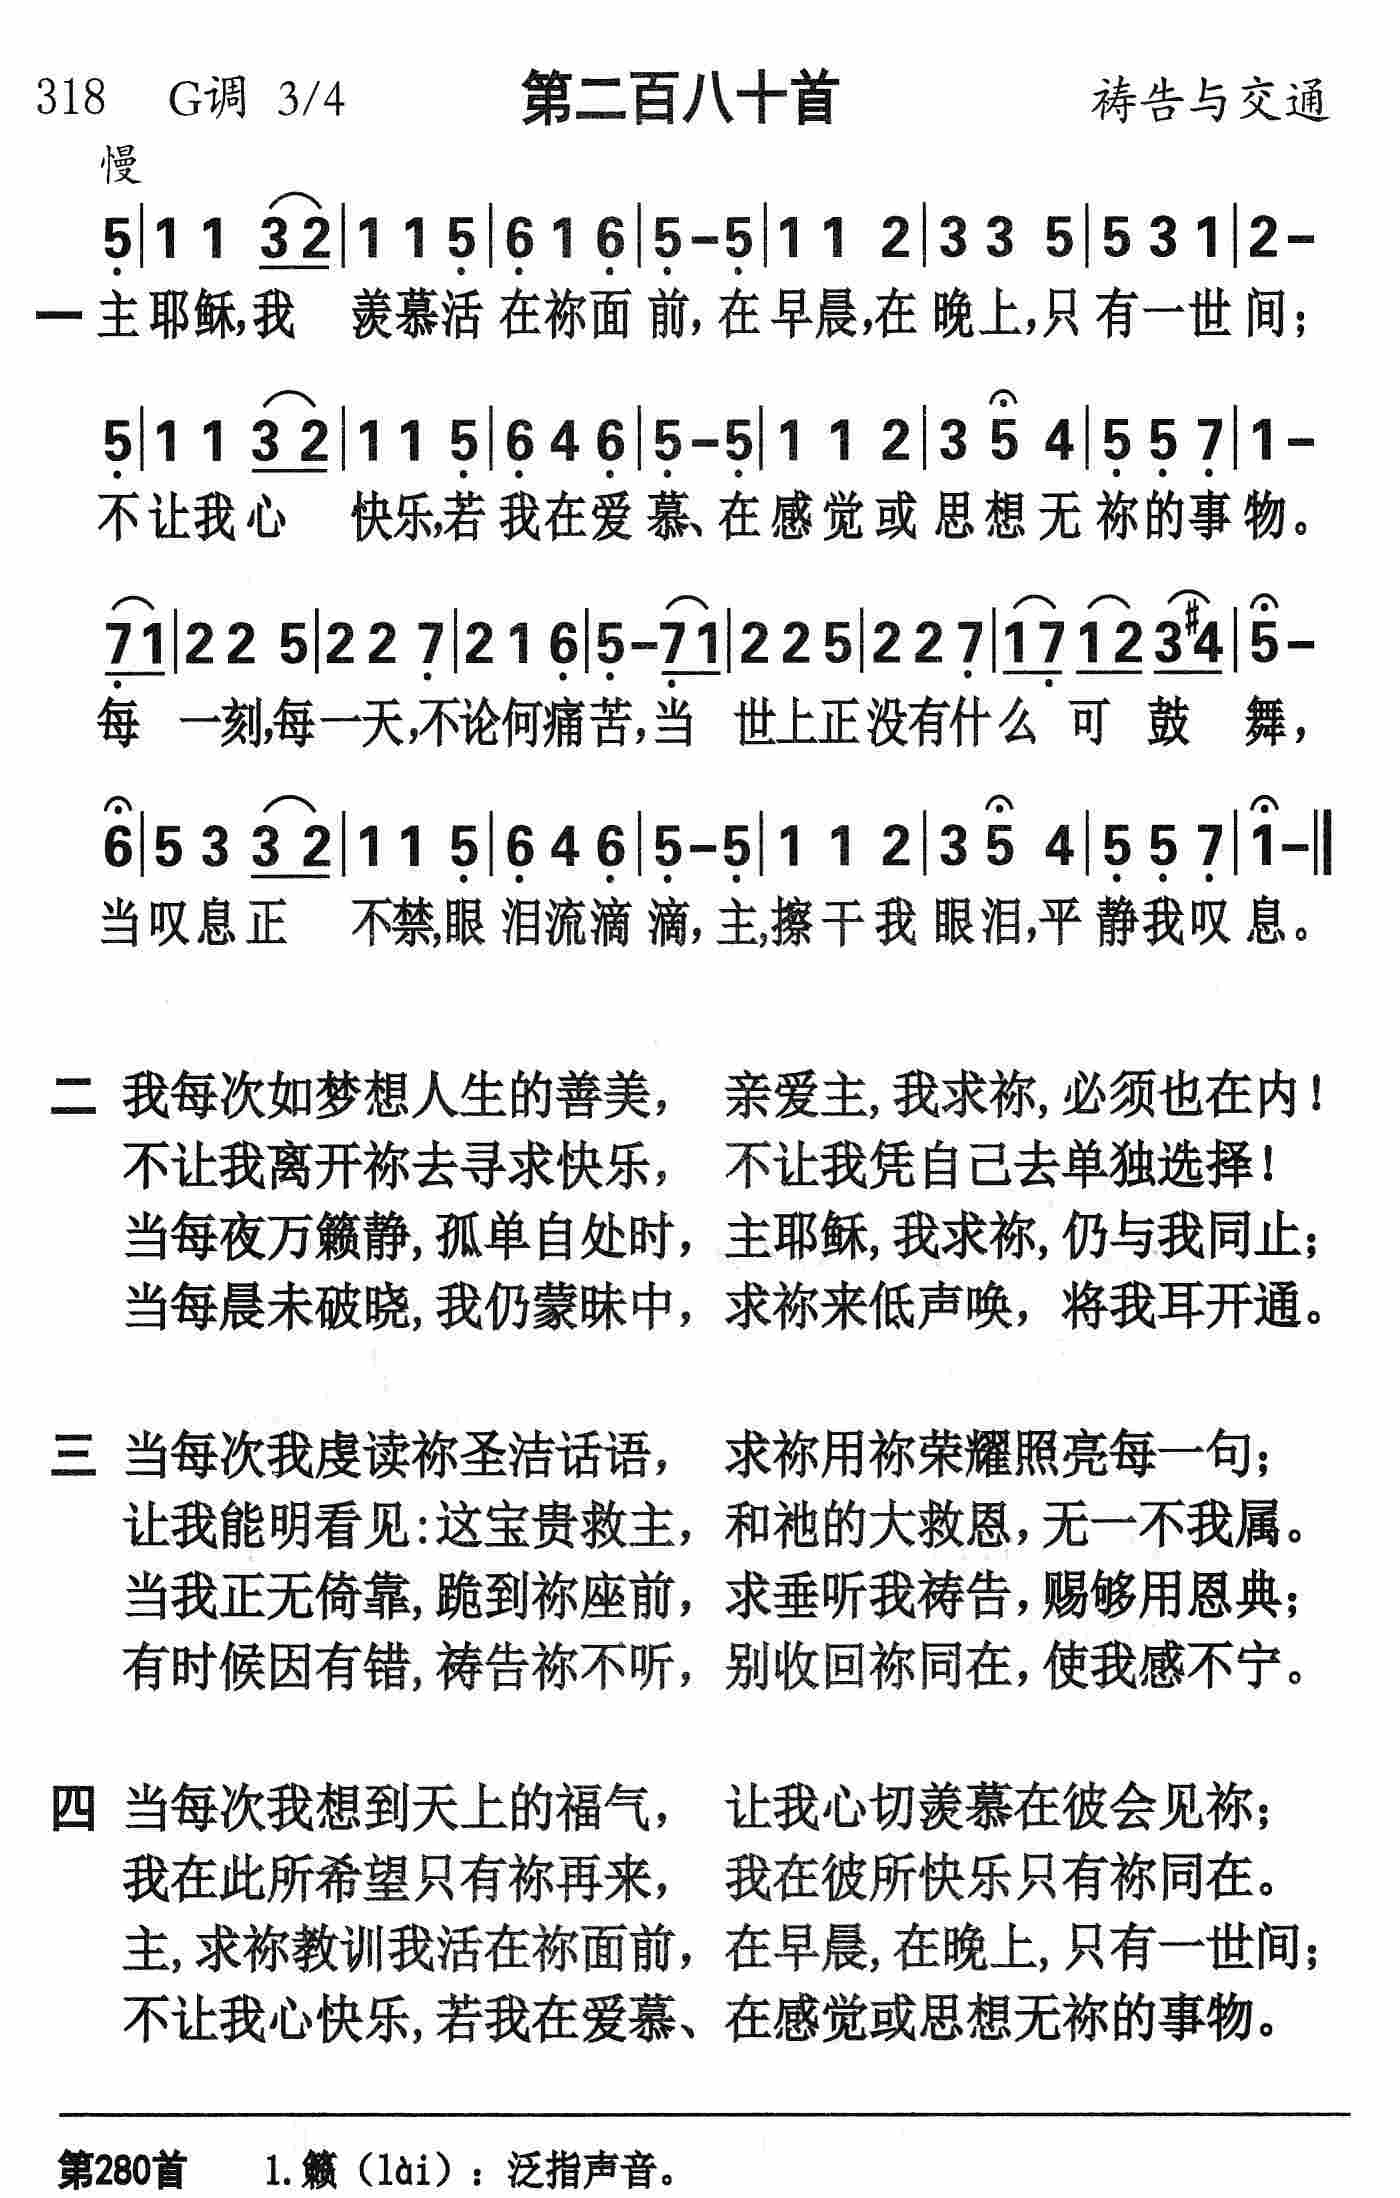 318 G调 3/4 第二百八十首 祷告与交通
慢
5|1 1 3 2|1 1 5|6 1 6|5-5|1 1 2|3 3 5|5 3 1|2-
一 主耶稣,我 羡慕活在祢面前,在早晨,在晚上,只有一世间;
5|1 1 3 2|1 1 5|6 4 6|5-5|1 1 2|3 5 4|5 5 7|1-
不让我心 快乐,若我在爱慕、在感觉或思想无祢的事物。
7 1|2 2 5|2 2 7|2 1 6|5-7 1|2 2 5|2 2 7|1 7 1 2 3 #4|5-
每 一刻,每一天,不论何痛苦,当 世上正没有什么 可 鼓 舞,
6|5 3 3 2|1 1 5|6 4 6|5-5|1 1 2|3 5 4|5 5 7|1-‖
当叹息正 不禁,眼泪流滴滴,主,擦干我眼泪,平静我叹息。
二 我每次如梦想人生的善美, 亲爱主,我求祢,必须也在内!
不让我离开祢去寻求快乐, 不让我凭自己去单独选择!
当每夜万籁静,孤单自处时, 主耶稣,我求祢,仍与我同止;
当每晨未破晓,我仍蒙昧中, 求祢来低声唤, 将我耳开通。
三 当每次我虔读祢圣洁话语, 求祢用祢荣耀照亮每一句;
让我能明看见:这宝贵救主, 和祂的大救恩,无一不我属。
当我正无倚靠,跪到祢座前, 求垂听我祷告,赐够用恩典;
有时候因有错,祷告祢不听, 别收回祢同在,使我感不宁。
四 当每次我想到天上的福气, 让我心切羡慕在彼会见祢;
我在此所希望只有祢再来, 我在彼所快乐只有祢同在。
主,求祢教训我活在祢面前, 在早晨,在晚上,只有一世间;
不让我心快乐,若我在爱慕、 在感觉或思想无祢的事物。
第280首 1.籁(lài):泛指声音。